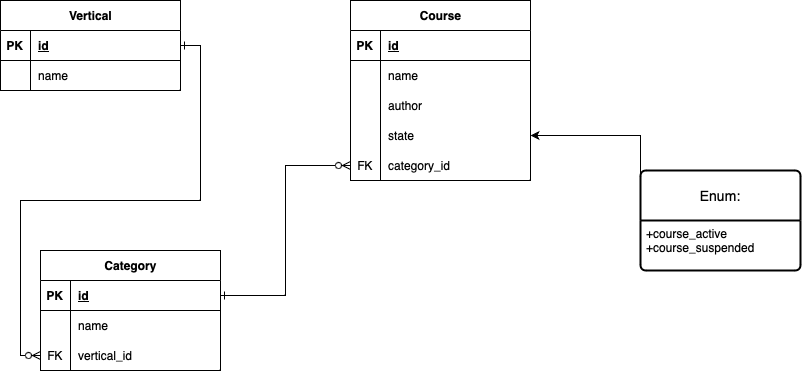 Vertical
PK id
name
Course
PK id
name
author
state
FK category_id
Enum:
+course_active
+course_suspended
Category
PK id
name
FK vertical_id